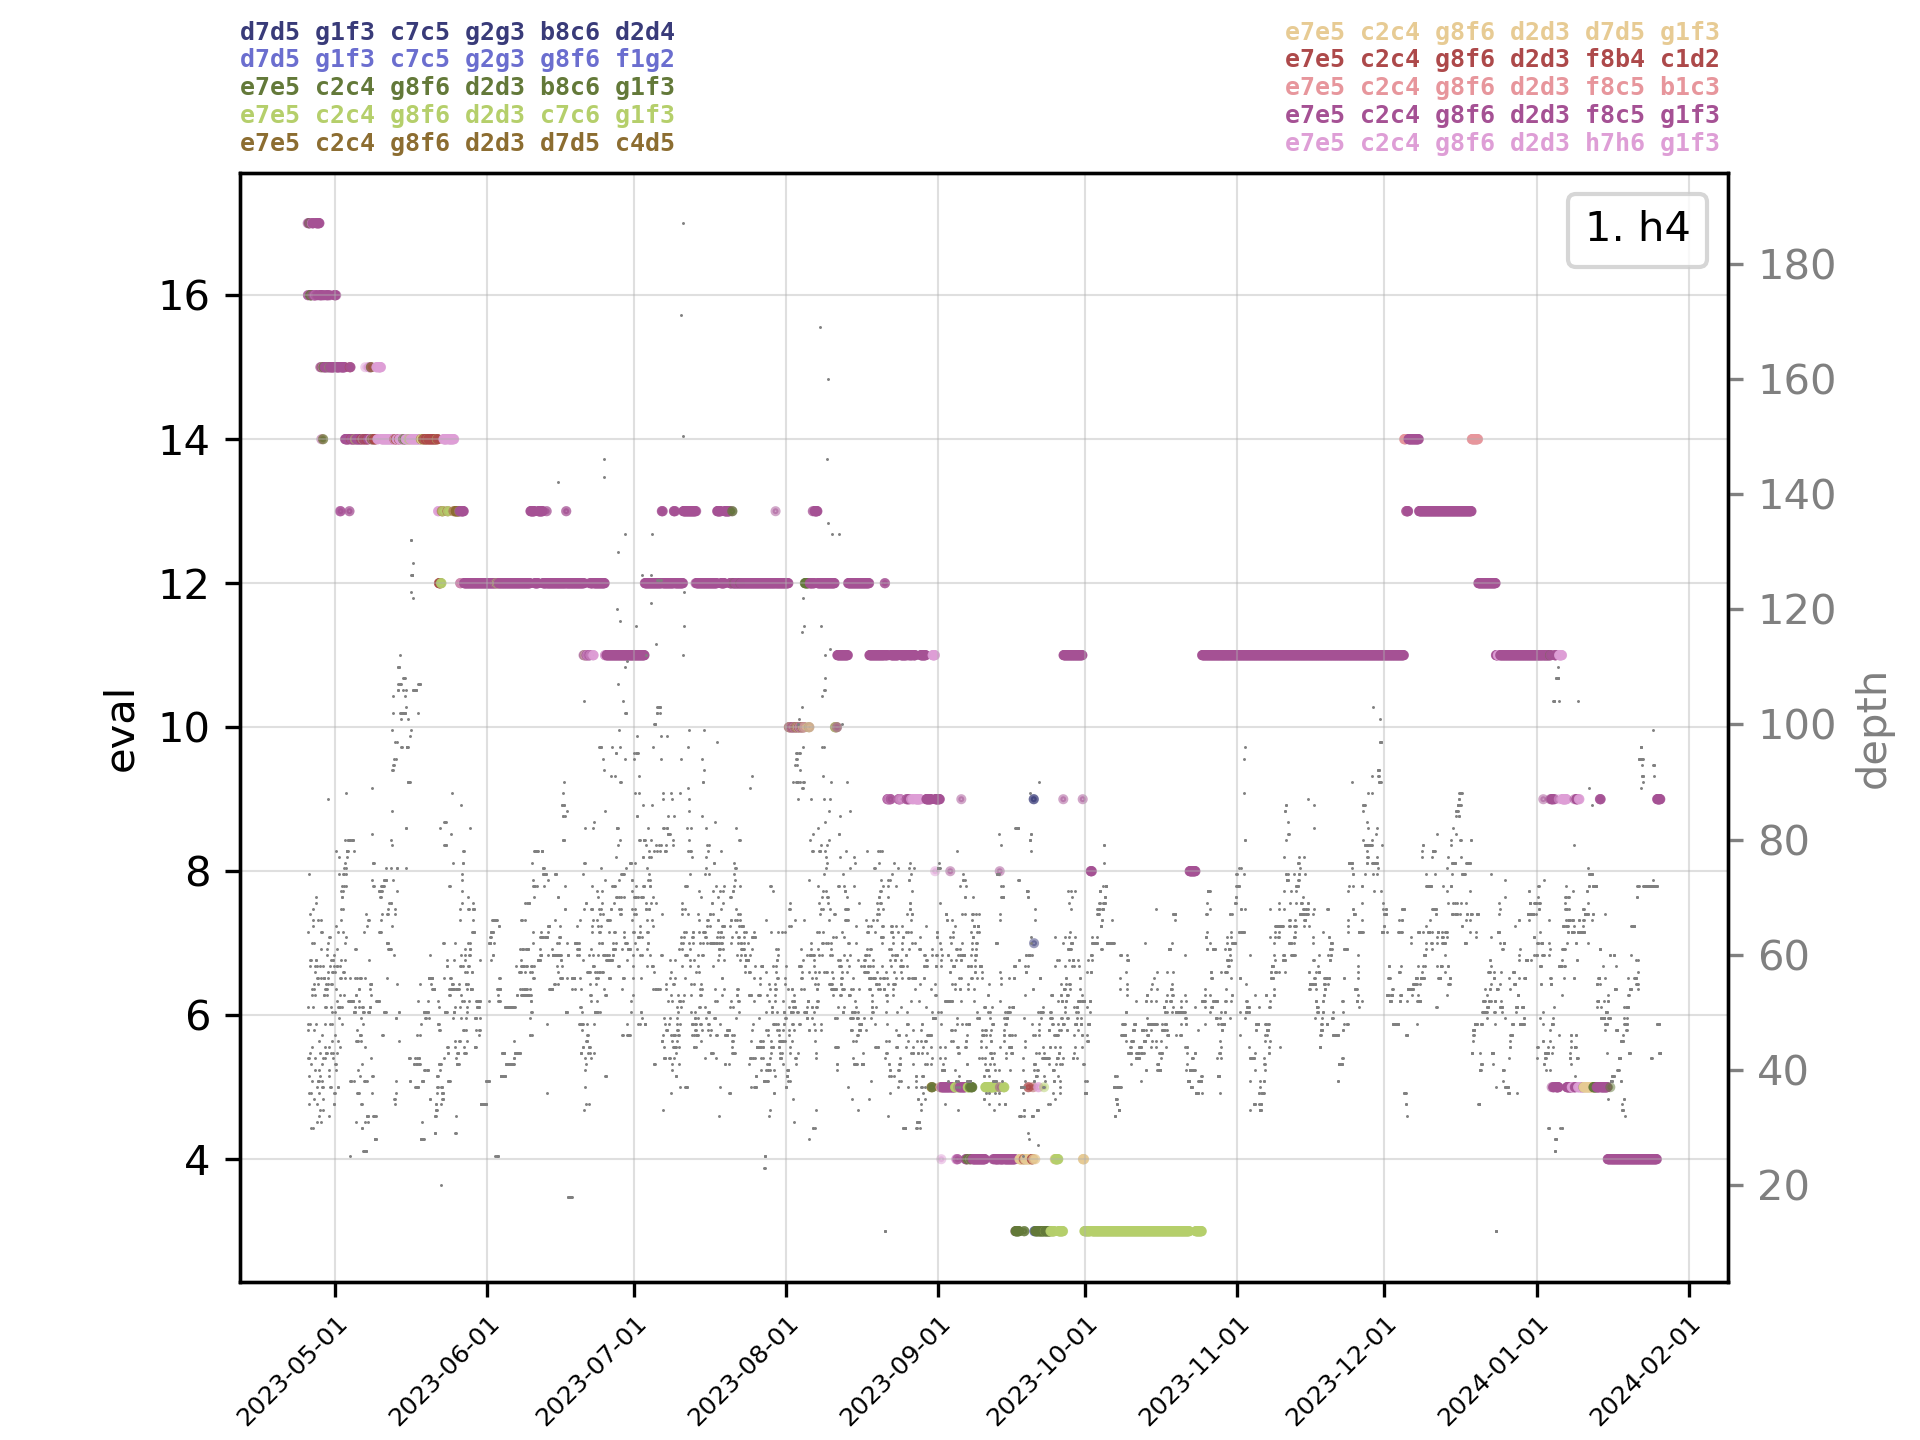 d7d5 g1f3 c7c5 g2g3 b8c6 d2d4
d7d5 g1f3 c7c5 g2g3 g8f6 f1g2
e7e5 c2c4 g8f6 d2d3 b8c6 g1f3
e7e5 c2c4 g8f6 d2d3 c7c6 g1f3
e7e5 c2c4 g8f6 d2d3 d7d5 c4d5
e7e5 c2c4 g8f6 d2d3 d7d5 g1f3
e7e5 c2c4 g8f6 d2d3 f8b4 c1d2
e7e5 c2c4 g8f6 d2d3 f8c5 b1c3
e7e5 c2c4 g8f6 d2d3 f8c5 g1f3
e7e5 c2c4 g8f6 d2d3 h7h6 g1f3
1. h4
eval
16
14
12
10
8
6
4
180
160
140
120
100
80
60
40
20
depth
2023-05-01
2023-06-01
2023-07-01
2023-08-01
2023-09-01
2023-10-01
2023-11-01
2023-12-01
2024-01-01
2024-02-01